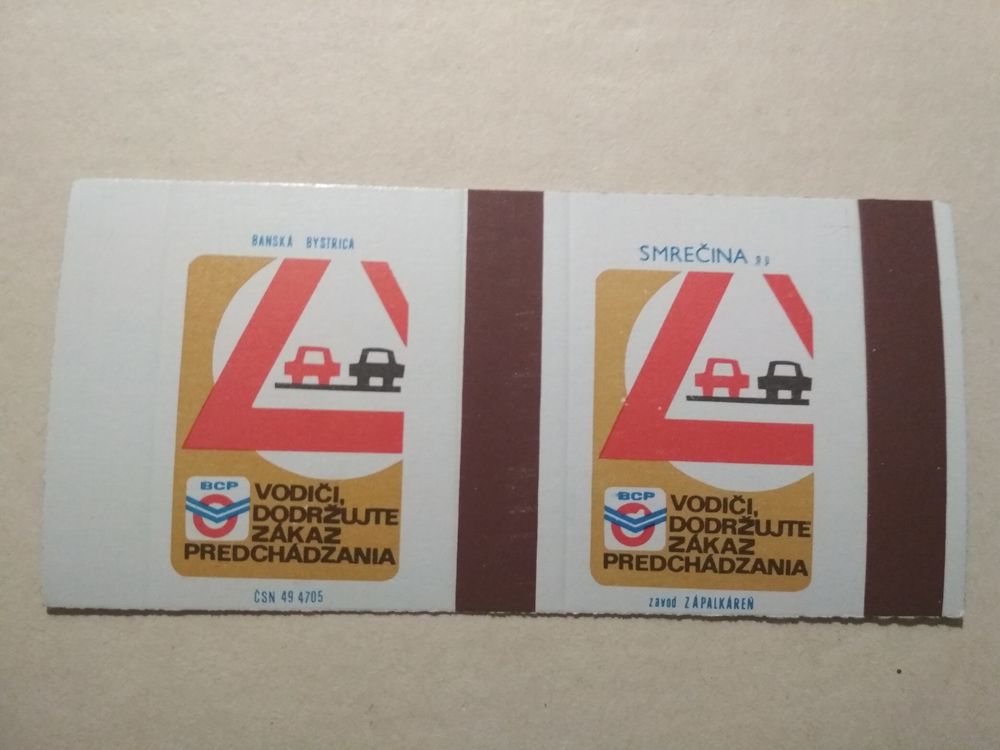 BANSKÁ BYSTRICA
BCP
VODIČI,
DODRŽUJTE
ZÁKAZ
PREDCHÁDZANIA
ČSN 49 4705
SMREČINA
BCP
VODIČI,
DODRŽUJTE
ZÁKAZ
PREDCHÁDZANIA
závod ZÁPALKÁREŇ